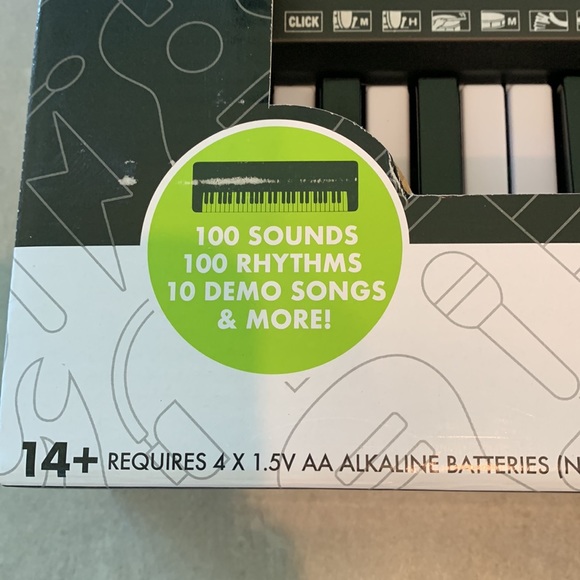 CLICK M H M
100 SOUNDS
100 RHYTHMS
10 DEMO SONGS
& MORE!
14+ REQUIRES 4 X 1.5V AA ALKALINE BATTERIES (N